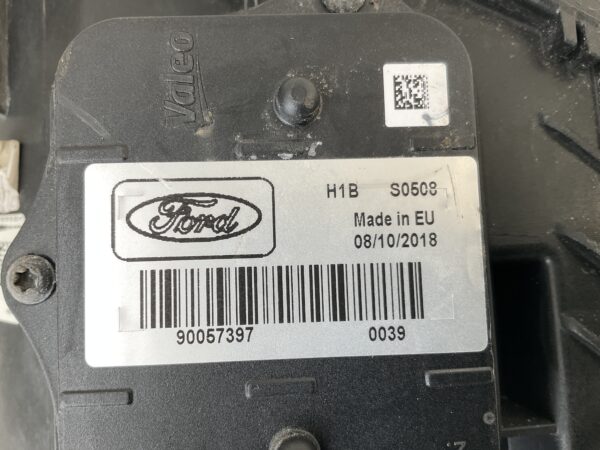 Valeo
H1B S0508
Ford
Made in EU
08/10/2018
90057397 0039